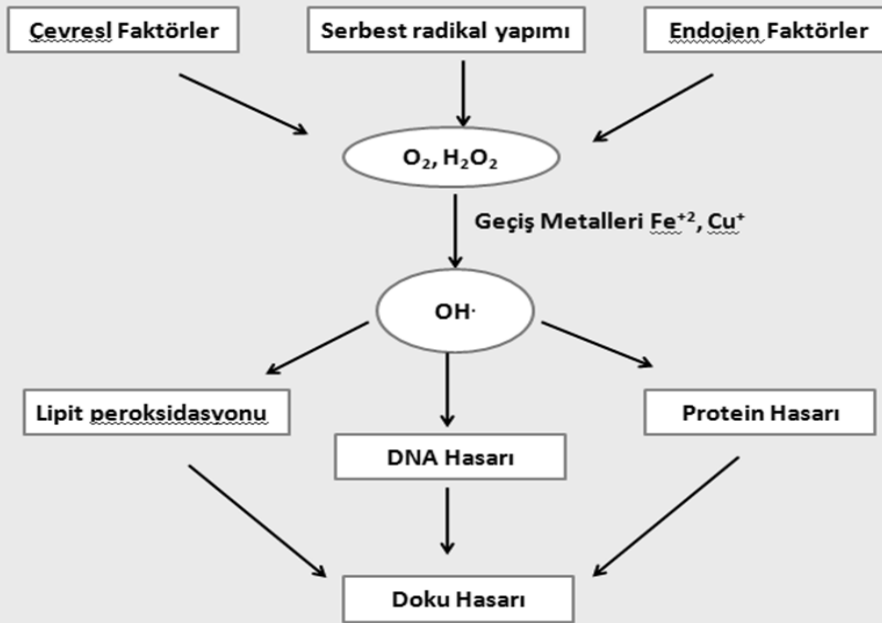 Çevresl Faktörler
Serbest radikal yapımı
Endojen Faktörler
O₂, H₂O₂
Geçiş Metalleri Fe⁺², Cu⁺
OH·
Lipit peroksidasyonu
Protein Hasarı
DNA Hasarı
Doku Hasarı